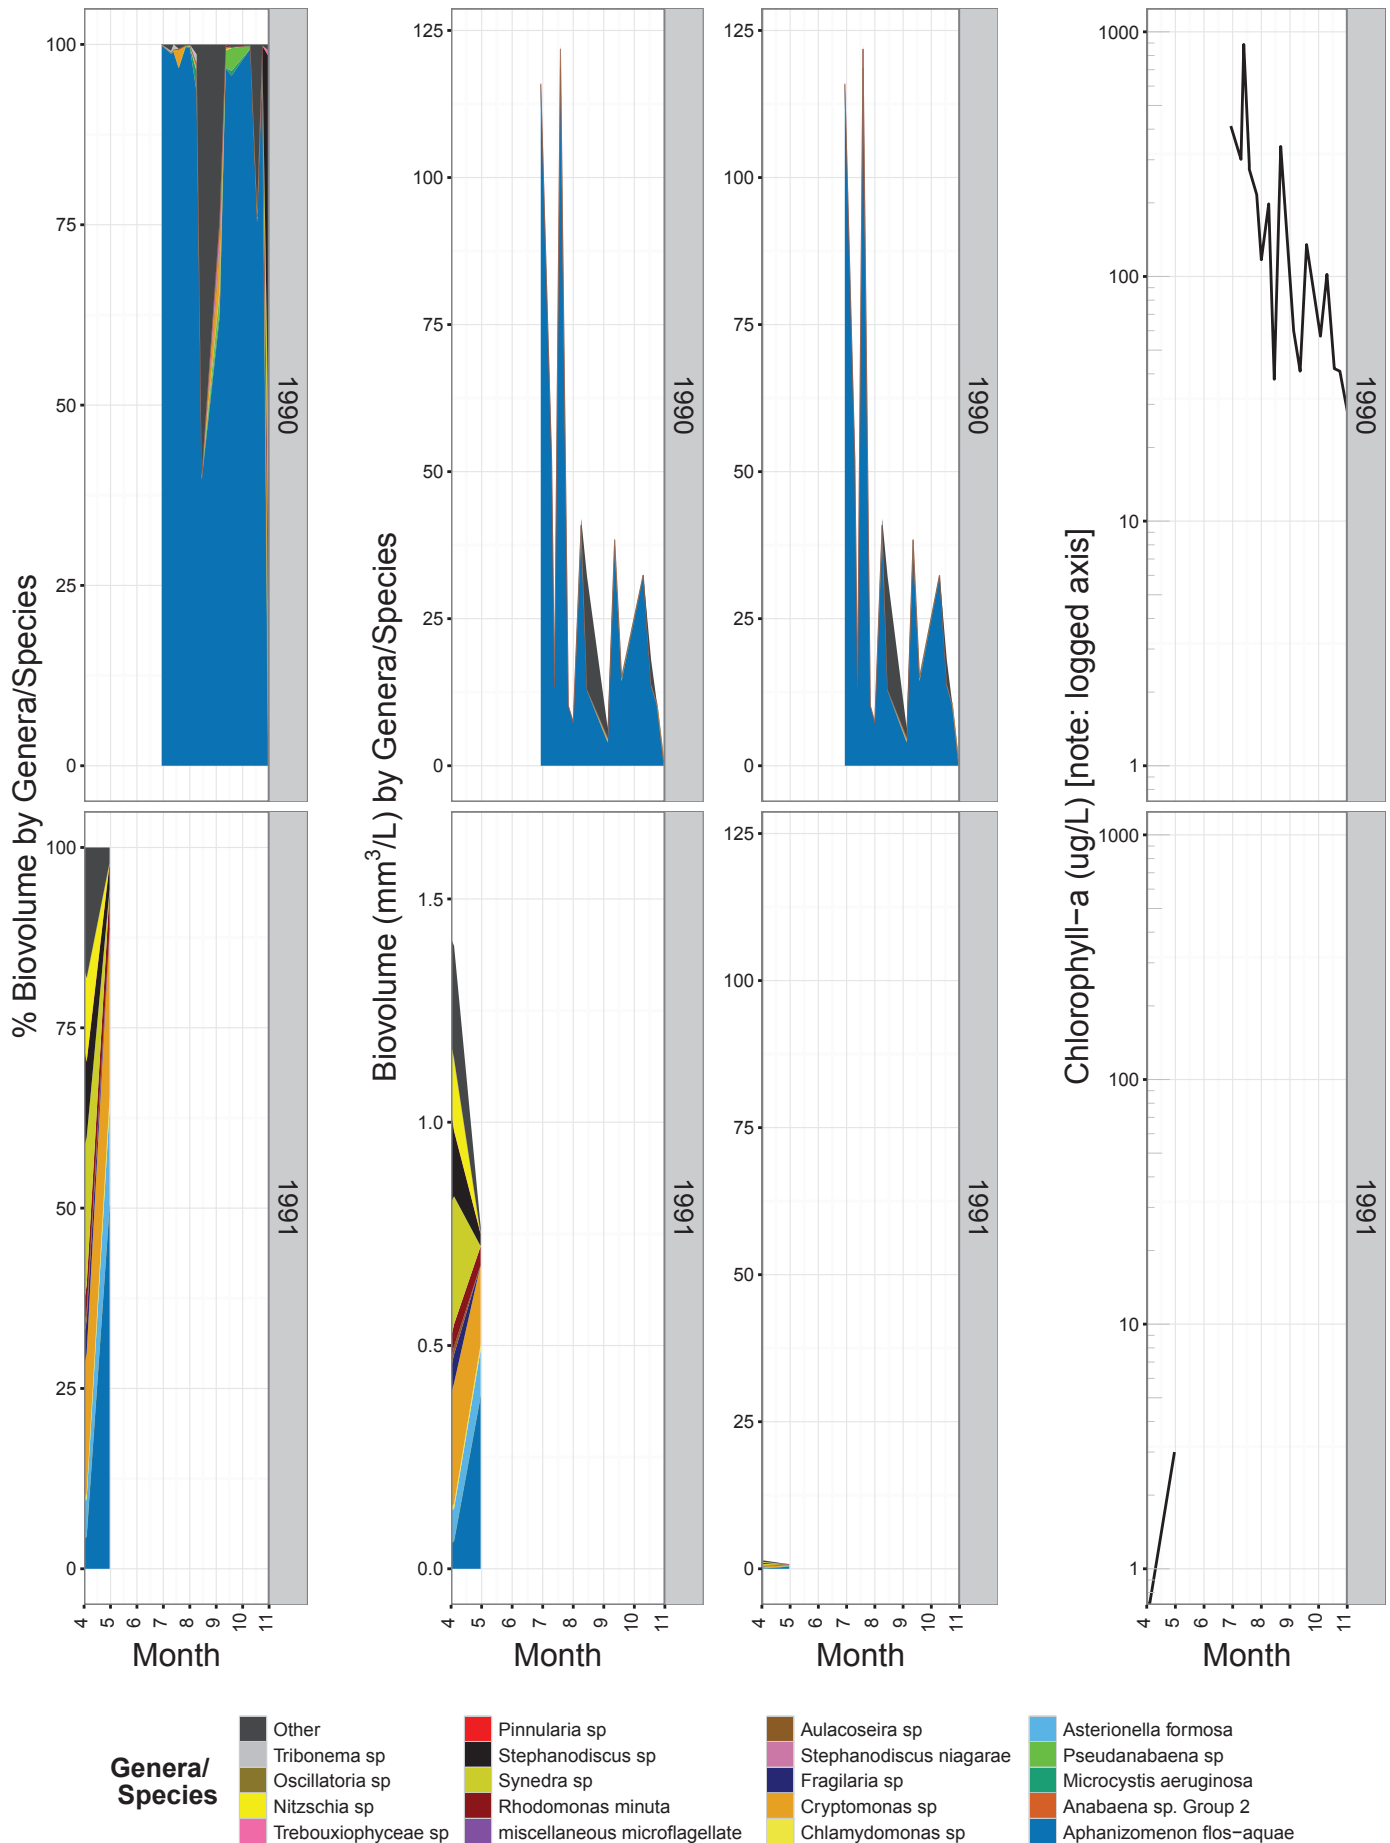 % Biovolume by Genera/Species
100
75
50
25
0
1990
100
75
50
25
0
1991
4 5 6 7 8 9 10 11
Month
Biovolume (mm³/L) by Genera/Species
125
100
75
50
25
0
1990
1.5
1.0
0.5
0.0
1991
4 5 6 7 8 9 10 11
Month
125
100
75
50
25
0
1990
125
100
75
50
25
0
1991
4 5 6 7 8 9 10 11
Month
Chlorophyll−a (ug/L) [note: logged axis]
1000
100
10
1
1990
1000
100
10
1
1991
4 5 6 7 8 9 10 11
Month
Genera/
Species
Other
Tribonema sp
Oscillatoria sp
Nitzschia sp
Trebouxiophyceae sp
Pinnularia sp
Stephanodiscus sp
Synedra sp
Rhodomonas minuta
miscellaneous microflagellate
Aulacoseira sp
Stephanodiscus niagarae
Fragilaria sp
Cryptomonas sp
Chlamydomonas sp
Asterionella formosa
Pseudanabaena sp
Microcystis aeruginosa
Anabaena sp. Group 2
Aphanizomenon flos−aquae